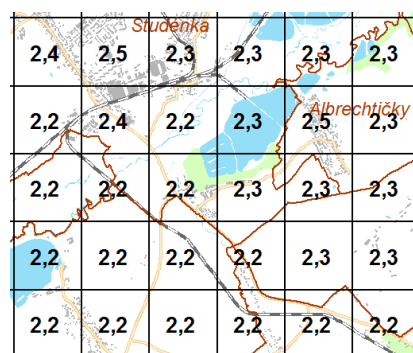 Studénka
2,4 2,5 2,3 2,3 2,3 2,3
Albrechtičky
2,2 2,4 2,2 2,3 2,5 2,3
2,2 2,2 2,2 2,3 2,3 2,3
2,2 2,2 2,2 2,2 2,3 2,3
2,2 2,2 2,2 2,2 2,2 2,2